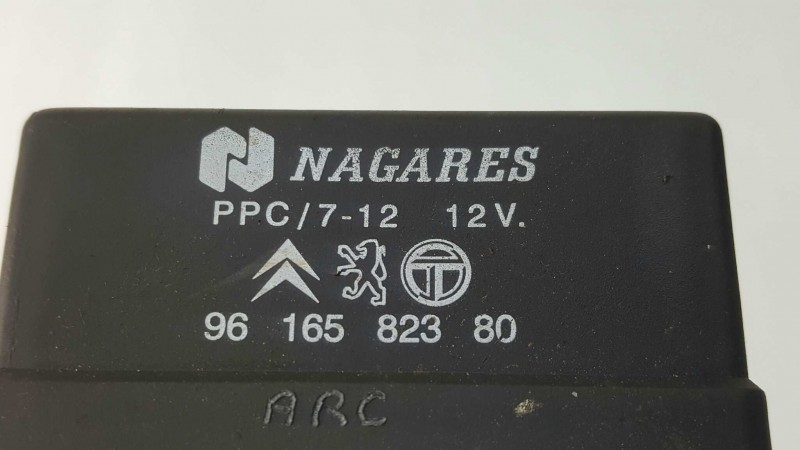 NAGARES
PPC/7-12 12V.
96 165 823 80
ARC